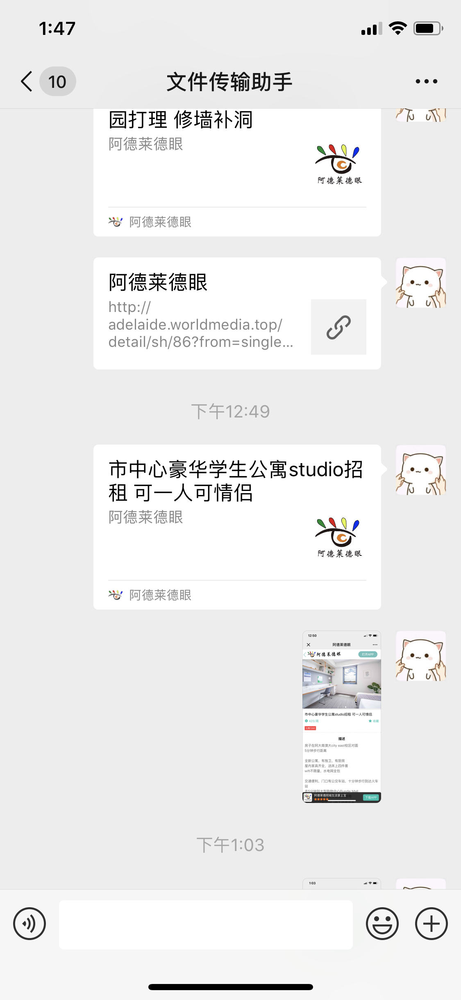 1:47
10
文件传输助手
园打理 修墙补洞
阿德莱德眼
阿德莱德眼
阿德莱德眼
阿德莱德眼
http://
adelaide.worldmedia.top/
detail/sh/86?from=single...
下午12:49
市中心豪华学生公寓studio招
租 可一人可情侣
阿德莱德眼
阿德莱德眼
阿德莱德眼
12:50
阿德莱德眼
阿德莱德眼
打开APP
市中心豪华学生公寓studio招租 可一人可情侣
423/周
收藏
描述
房子在阿大南澳大city east校区对面
5分钟步行距离
全新公寓，有独卫，有厨房
屋内家具齐全，送床上四件套
wifi不限量，水电网全包
交通便利，门口有公交车站，十分钟步行到达火车
站
走5分钟到大型购物中心Rundle Mall
阿德莱德同城生活掌上宝
下载APP
下午1:03
1:03